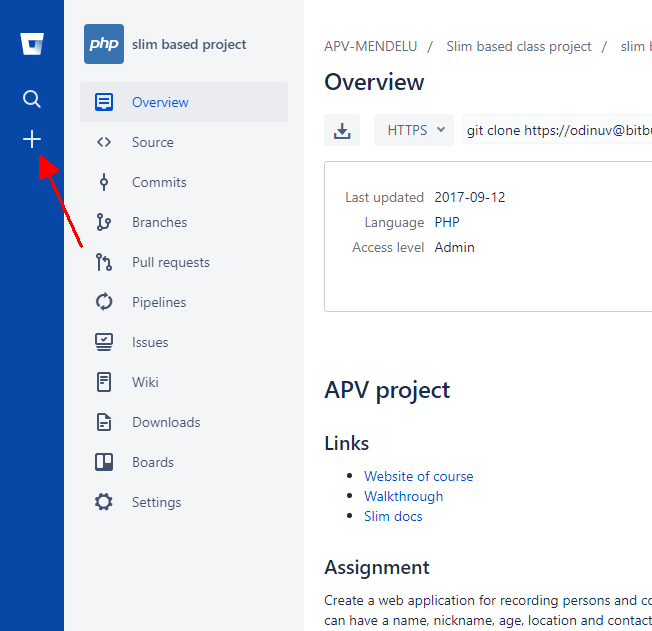 php slim based project
Overview
Source
Commits
Branches
Pull requests
Pipelines
Issues
Wiki
Downloads
Boards
Settings
APV-MENDELU / Slim based class project / slim b
Overview
HTTPS git clone https://odinuv@bitbu
Last updated 2017-09-12
Language PHP
Access level Admin
APV project
Links
Website of course
Walkthrough
Slim docs
Assignment
Create a web application for recording persons and co
can have a name, nickname, age, location and contact